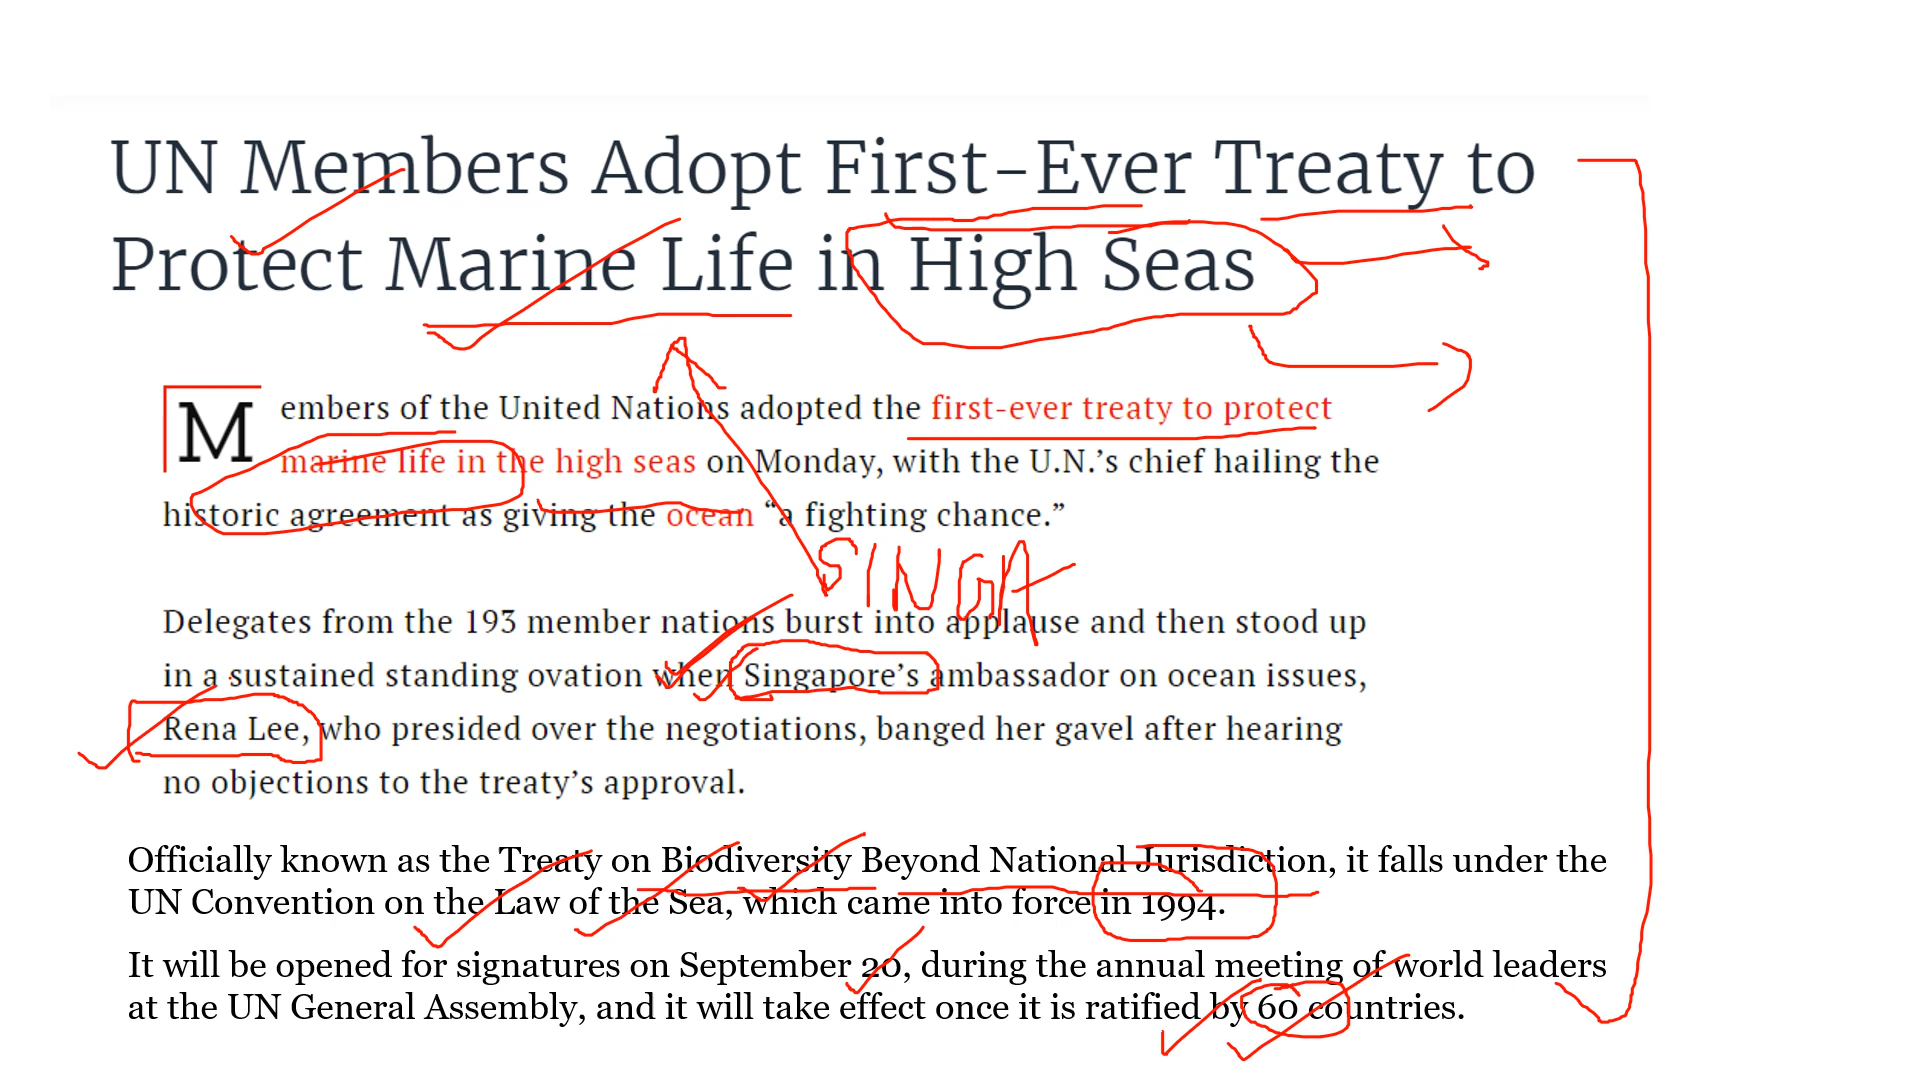 UN Members Adopt First-Ever Treaty to
Protect Marine Life in High Seas
Members of the United Nations adopted the first-ever treaty to protect
marine life in the high seas on Monday, with the U.N.’s chief hailing the
historic agreement as giving the ocean “a fighting chance.”
SINGA
Delegates from the 193 member nations burst into applause and then stood up
in a sustained standing ovation when Singapore’s ambassador on ocean issues,
Rena Lee, who presided over the negotiations, banged her gavel after hearing
no objections to the treaty’s approval.
Officially known as the Treaty on Biodiversity Beyond National Jurisdiction, it falls under the
UN Convention on the Law of the Sea, which came into force in 1994.
It will be opened for signatures on September 20, during the annual meeting of world leaders
at the UN General Assembly, and it will take effect once it is ratified by 60 countries.